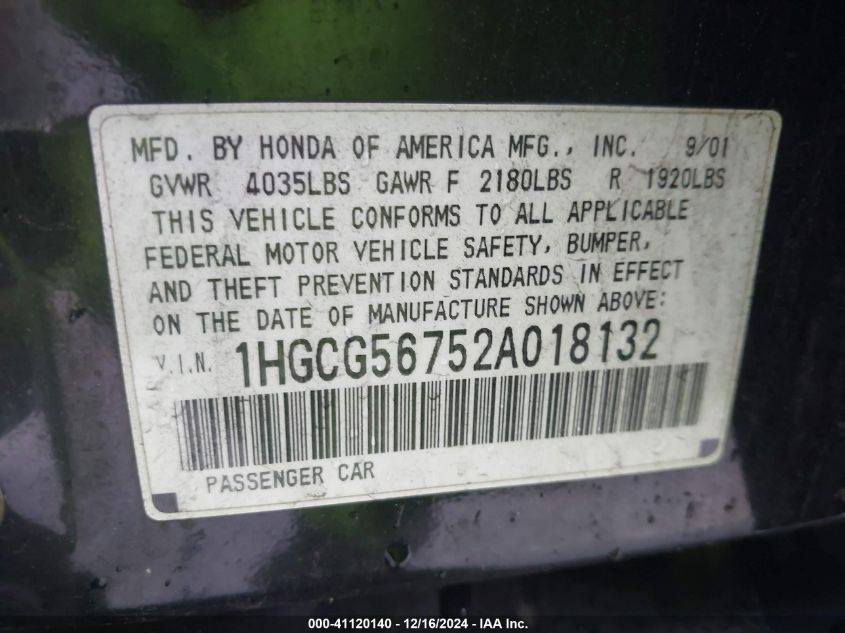 MFD. BY HONDA OF AMERICA MFG., INC. 9/01
GVWR 4035LBS GAWR F 2180LBS R 1920LBS
THIS VEHICLE CONFORMS TO ALL APPLICABLE
FEDERAL MOTOR VEHICLE SAFETY, BUMPER,
AND THEFT PREVENTION STANDARDS IN EFFECT
ON THE DATE OF MANUFACTURE SHOWN ABOVE:
V.I.N. 1HGCG56752A018132
PASSENGER CAR
000-41120140 - 12/16/2024 - IAA Inc.